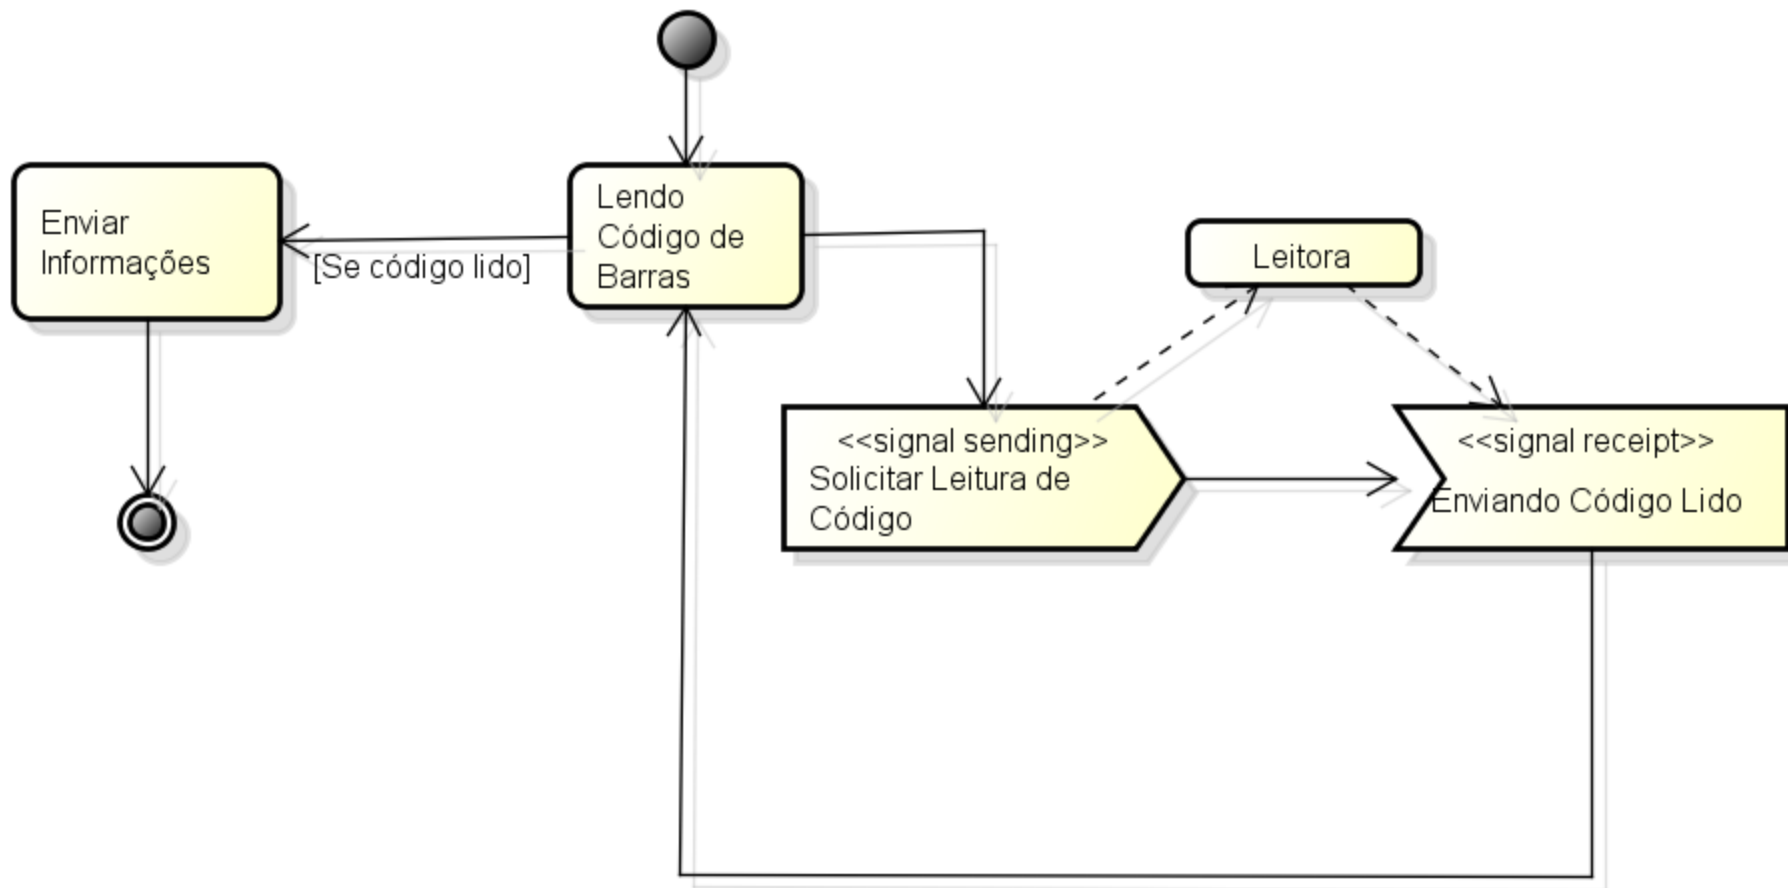 Enviar
Informações
[Se código lido]
Lendo
Código de
Barras
Leitora
<<signal sending>>
Solicitar Leitura de
Código
<<signal receipt>>
Enviando Código Lido